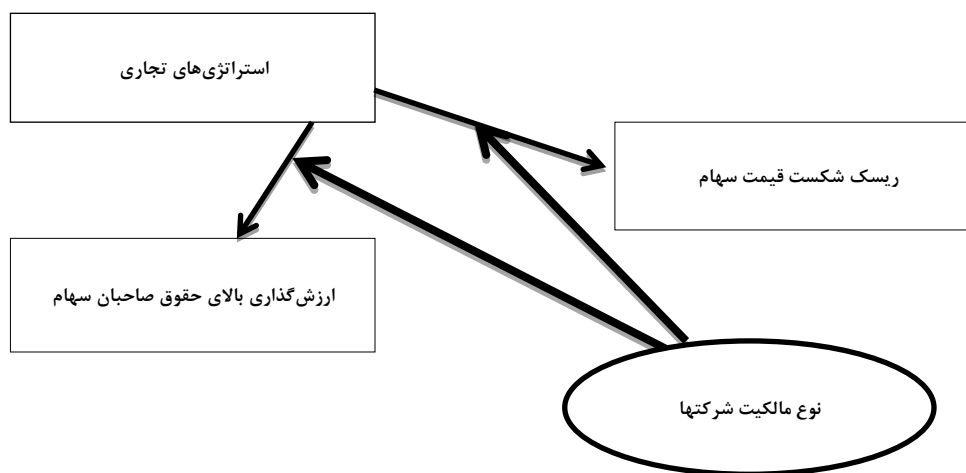 استراتژی‌های تجاری
ریسک شکست قیمت سهام
ارزش‌گذاری بالای حقوق صاحبان سهام
نوع مالکیت شرکتها